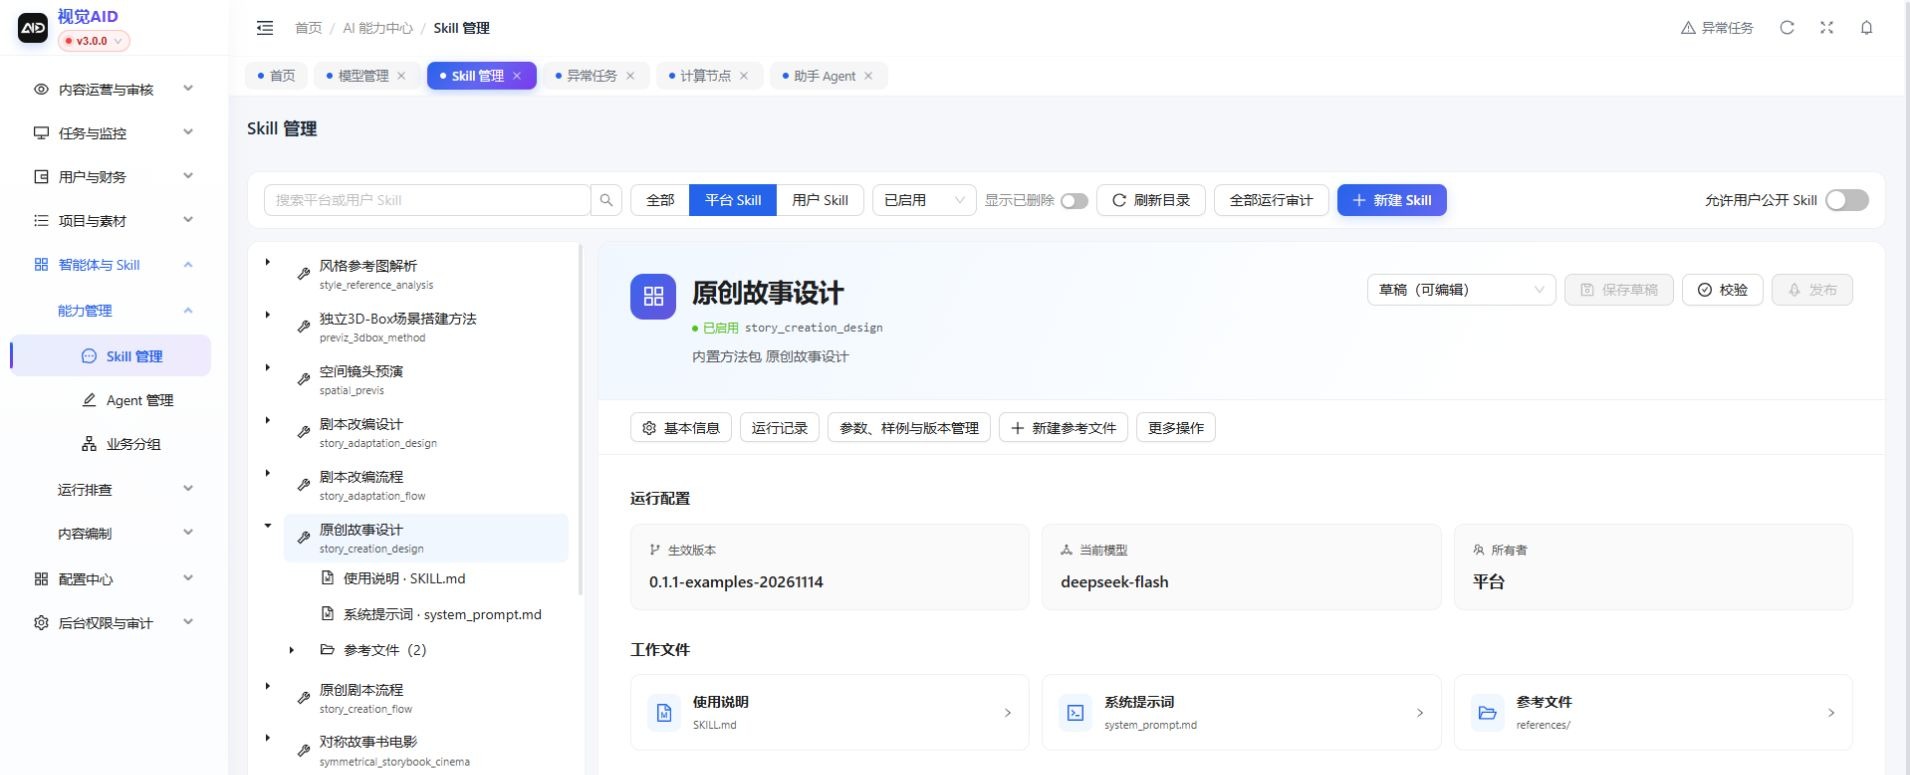 视觉AID
v3.0.0
内容运营与审核
任务与监控
用户与财务
项目与素材
智能体与 Skill
能力管理
Skill 管理
Agent 管理
业务分组
运行排查
内容编制
配置中心
后台权限与审计
首页 / AI 能力中心 / Skill 管理
异常任务
首页
模型管理
Skill 管理
异常任务
计算节点
助手 Agent
Skill 管理
搜索平台或用户 Skill
全部
平台 Skill
用户 Skill
已启用
显示已删除
刷新目录
全部运行审计
新建 Skill
允许用户公开 Skill
风格参考图解析
style_reference_analysis
独立3D-Box场景搭建方法
previz_3dbox_method
空间镜头预演
spatial_previs
剧本改编设计
story_adaptation_design
剧本改编流程
story_adaptation_flow
原创故事设计
story_creation_design
使用说明 · SKILL.md
系统提示词 · system_prompt.md
参考文件（2）
原创剧本流程
story_creation_flow
对称故事书电影
symmetrical_storybook_cinema
原创故事设计
已启用 story_creation_design
内置方法包 原创故事设计
草稿（可编辑）
保存草稿
校验
发布
基本信息
运行记录
参数、样例与版本管理
新建参考文件
更多操作
运行配置
生效版本
0.1.1-examples-20261114
当前模型
deepseek-flash
所有者
平台
工作文件
使用说明
SKILL.md
系统提示词
system_prompt.md
参考文件
references/